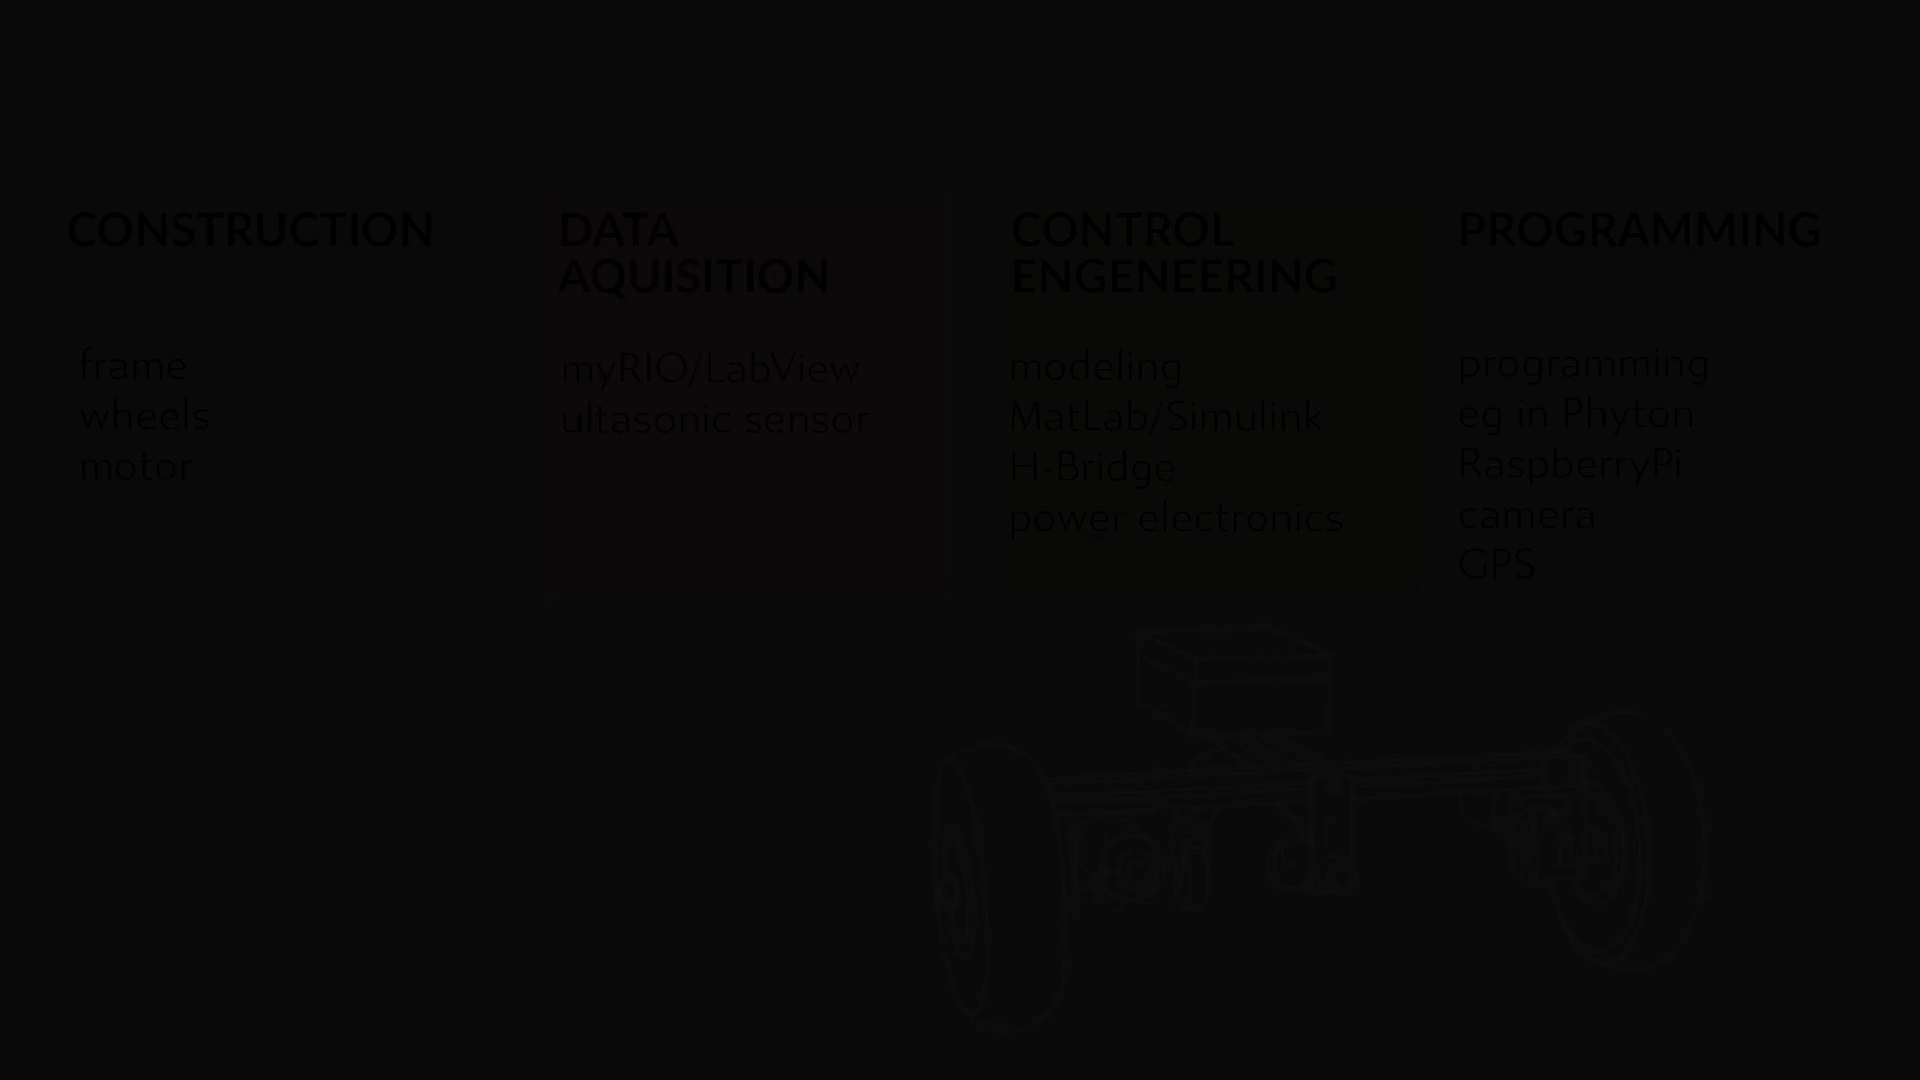 CONSTRUCTION
frame
wheels
motor
DATA
AQUISITION
myRIO/LabView
ultasonic sensor
CONTROL
ENGENEERING
modeling
MatLab/Simulink
H-Bridge
power electronics
PROGRAMMING
programming
eg in Phyton
RaspberryPi
camera
GPS